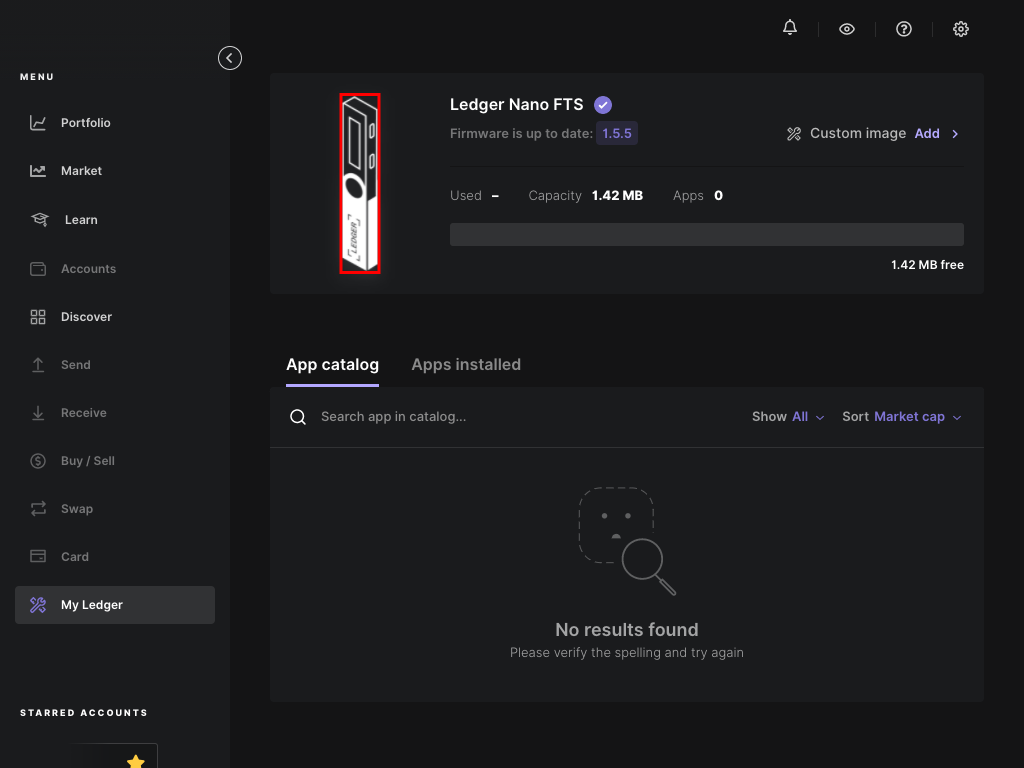 MENU
Portfolio
Market
Learn
Accounts
Discover
Send
Receive
Buy / Sell
Swap
Card
My Ledger
STARRED ACCOUNTS
LEDGER
Ledger Nano FTS
Firmware is up to date: 1.5.5
Custom image Add
Used – Capacity 1.42 MB Apps 0
1.42 MB free
App catalog Apps installed
Search app in catalog... Show All Sort Market cap
No results found
Please verify the spelling and try again